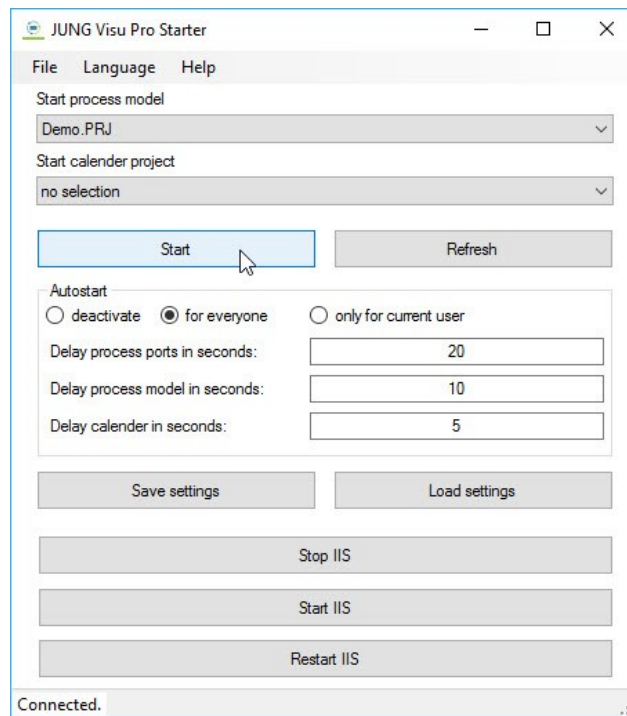 JUNG Visu Pro Starter
File Language Help
Start process model
Demo.PRJ
Start calender project
no selection
Start Refresh
Autostart
deactivate for everyone only for current user
Delay process ports in seconds: 20
Delay process model in seconds: 10
Delay calender in seconds: 5
Save settings Load settings
Stop IIS
Start IIS
Restart IIS
Connected.